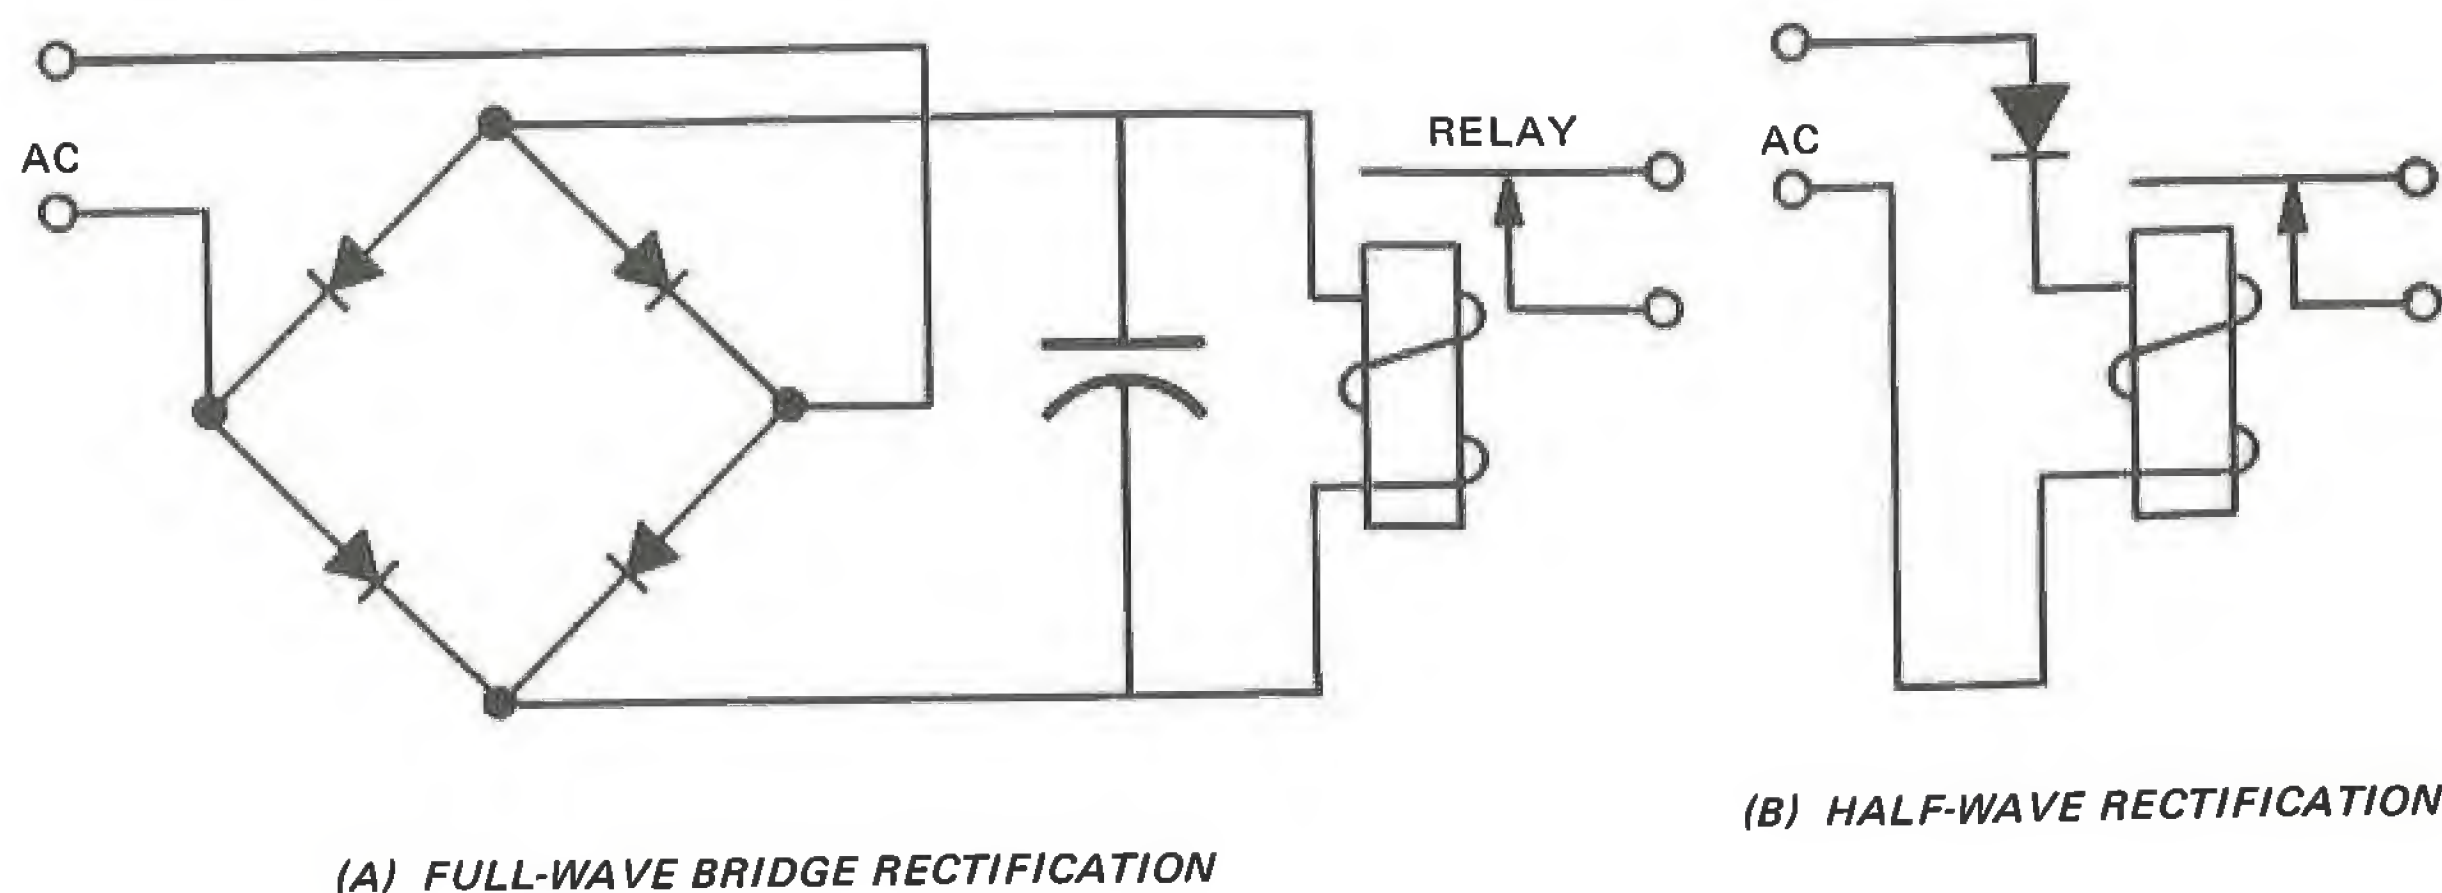 AC
RELAY
(A) FULL-WAVE BRIDGE RECTIFICATION
AC
(B) HALF-WAVE RECTIFICATION